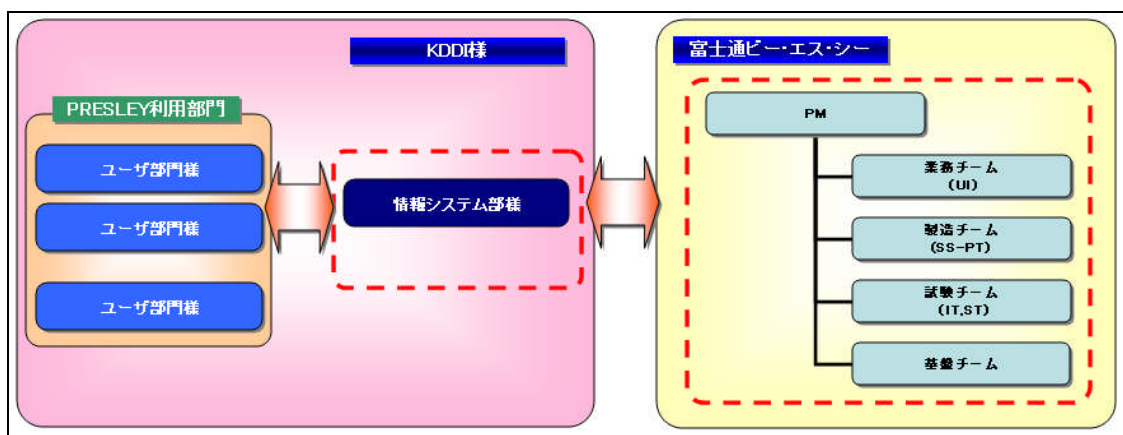 KDDI様
富士通ビー・エス・シー
PRESLEY利用部門
ユーザ部門様
ユーザ部門様
ユーザ部門様
情報システム部様
PM
業務チーム
(UI)
製造チーム
(SS-PT)
試験チーム
(IT,ST)
基盤チーム